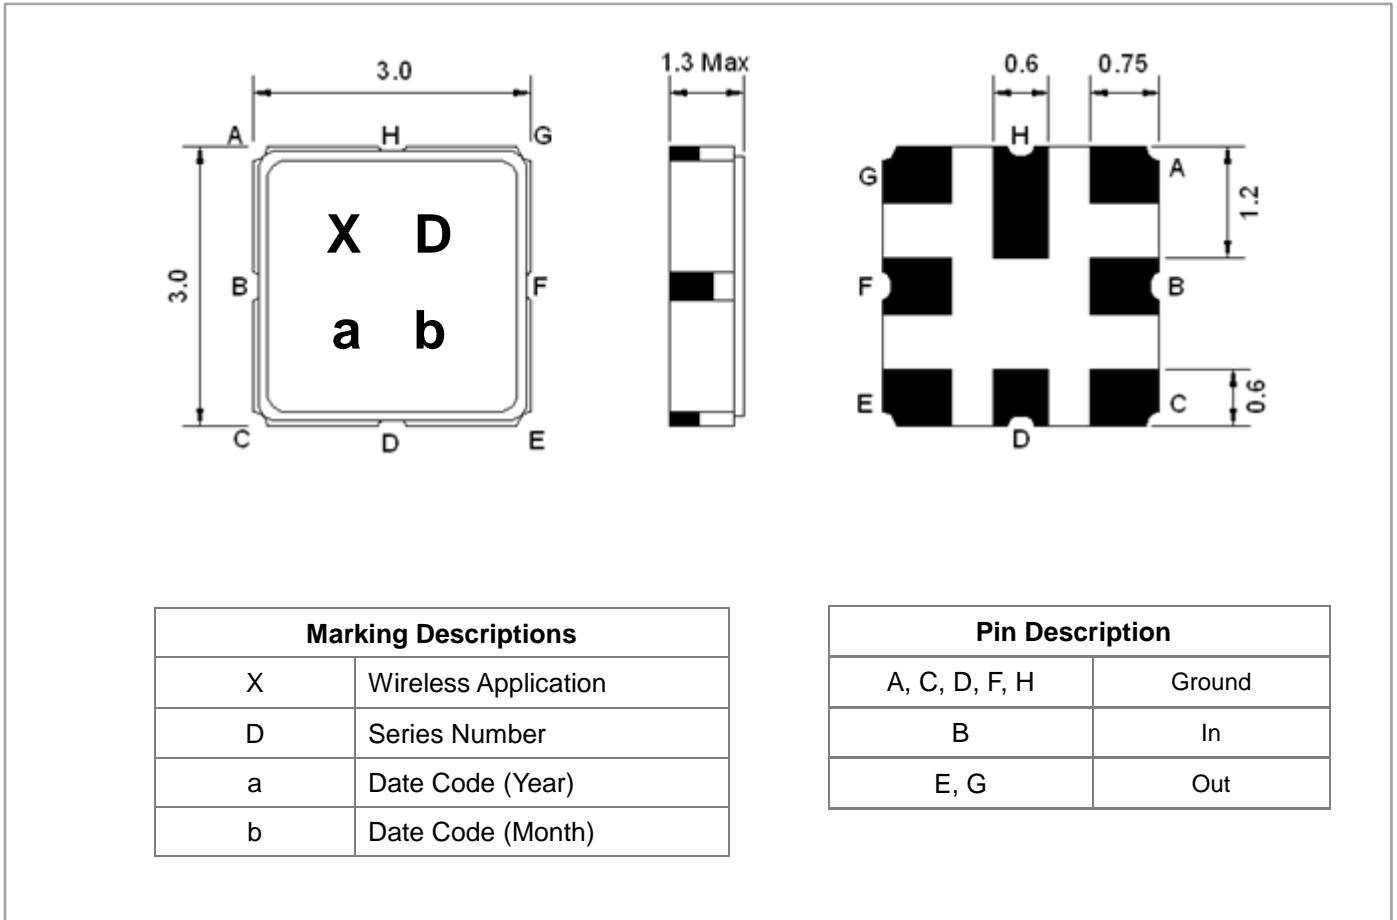 3.0
1.3 Max
0.6
0.75
A
H
G
H
G
A
3.0
X D
1.2
B
F
F
B
a b
E
C
0.6
C
D
E
D
Marking Descriptions
X Wireless Application
D Series Number
a Date Code (Year)
b Date Code (Month)
Pin Description
A, C, D, F, H Ground
B In
E, G Out